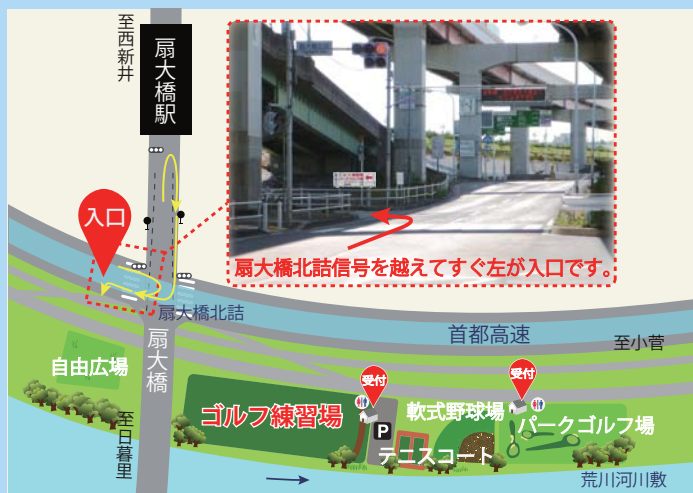 至西新井
扇大橋駅
入口
扇大橋北詰信号を越えてすぐ左が入口です。
扇大橋北詰
首都高速
至小菅
扇大橋
自由広場
受付
受付
ゴルフ練習場
軟式野球場
パークゴルフ場
P
テニスコート
至日暮里
荒川河川敷